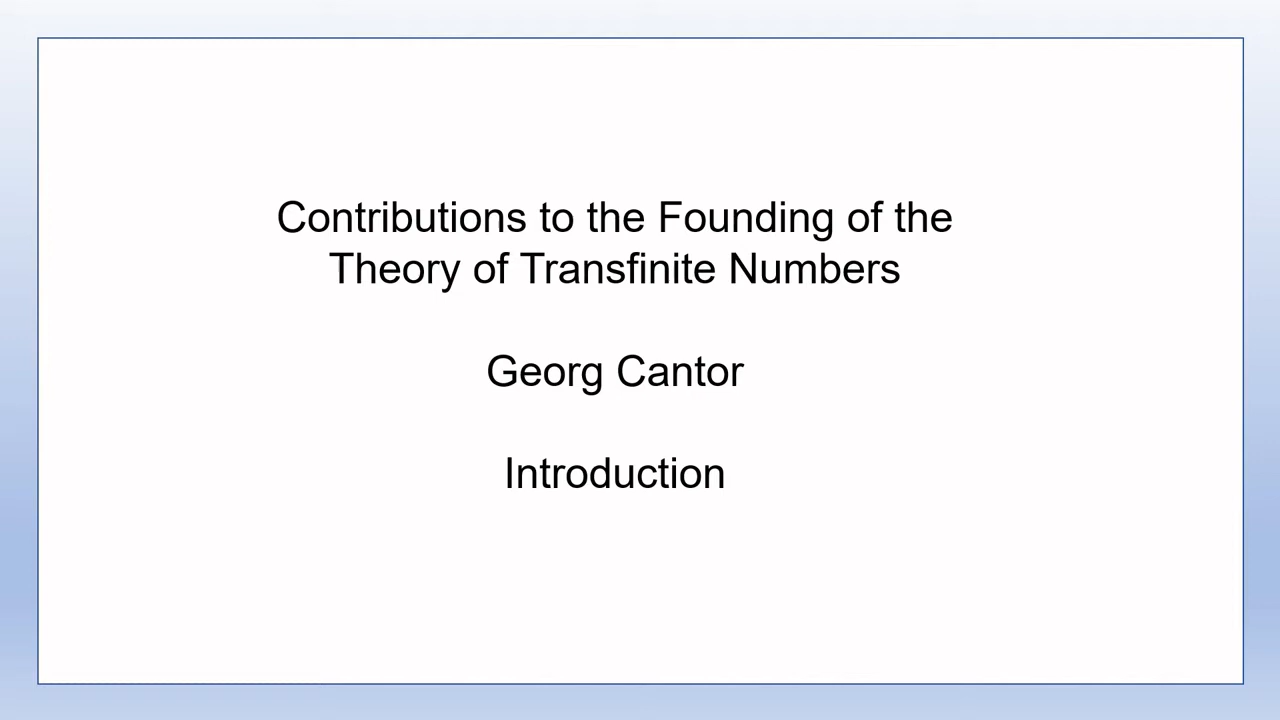 Contributions to the Founding of the
Theory of Transfinite Numbers
Georg Cantor
Introduction